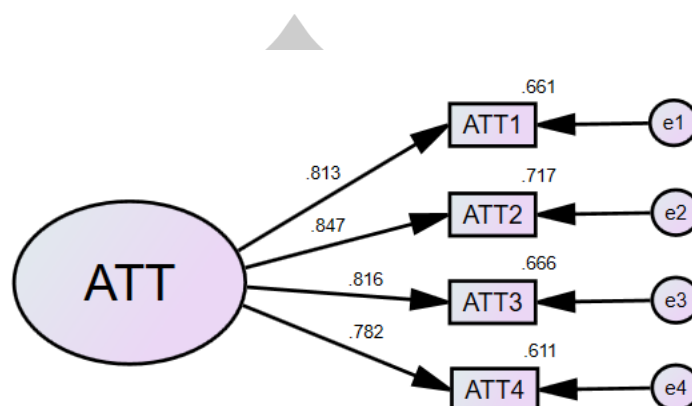 .661
ATT1
e1
.813
.717
ATT2
e2
.847
ATT
.666
.816
ATT3
e3
.782
.611
ATT4
e4